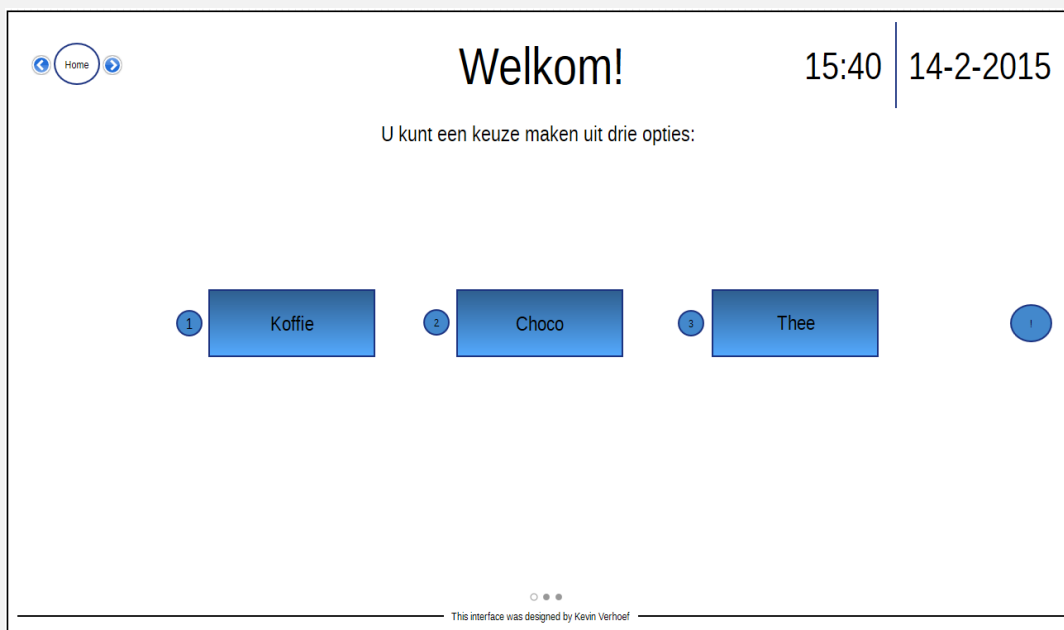 Home
Welkom!
15:40
14-2-2015
U kunt een keuze maken uit drie opties:
1
Koffie
2
Choco
3
Thee
!
This interface was designed by Kevin Verhoef